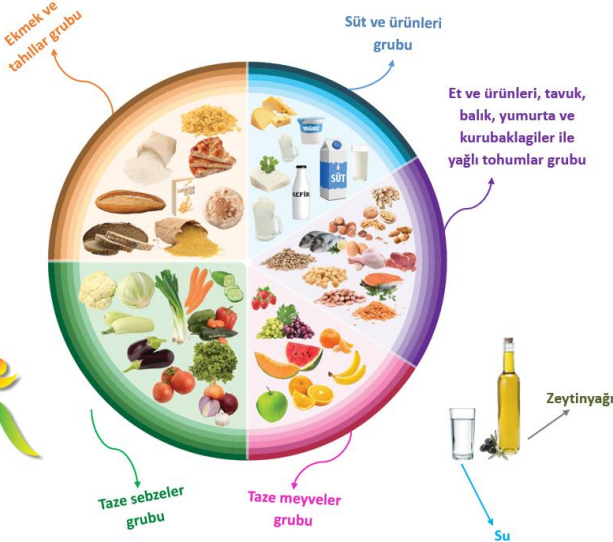 Ekmek ve
tahıllar grubu
Süt ve ürünleri
grubu
Et ve ürünleri, tavuk,
balık, yumurta ve
kurubaklagiler ile
yağlı tohumlar grubu
YOĞURT
SÜT
KEFİR
Zeytinyağı
Taze sebzeler
grubu
Taze meyveler
grubu
Su